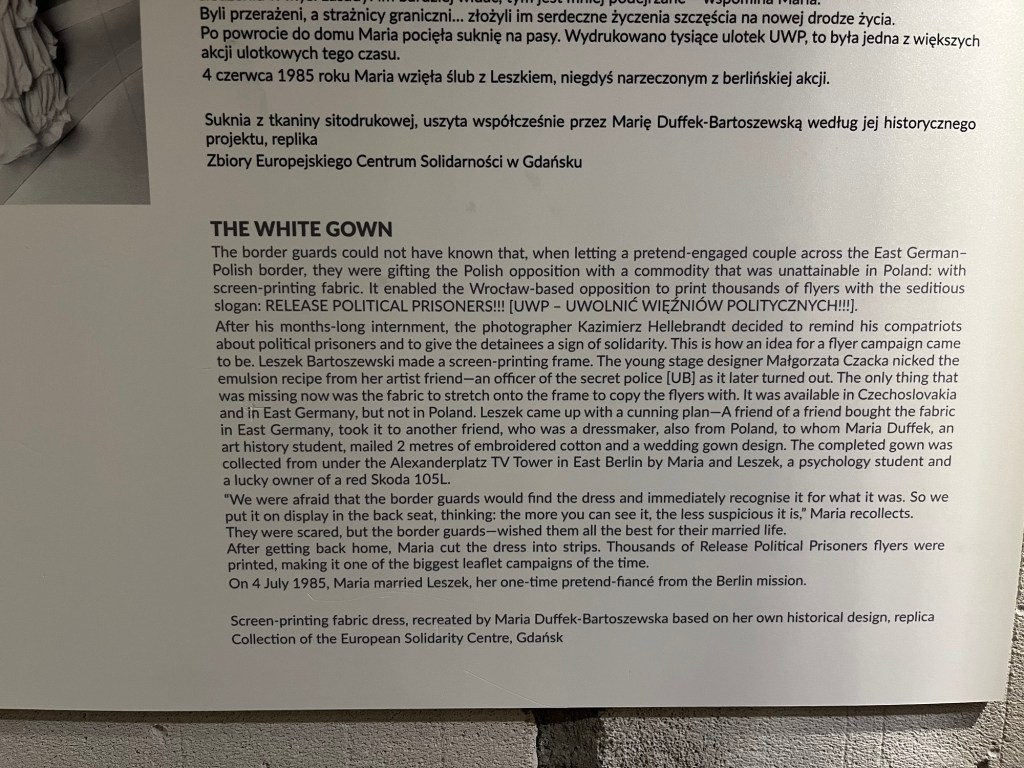 Byli przerażeni, a strażnicy graniczni... złożyli im serdeczne życzenia szczęścia na nowej drodze życia.
Po powrocie do domu Maria pocięła suknię na pasy. Wydrukowano tysiące ulotek UWP, to była jedna z większych
akcji ulotkowych tego czasu.
4 czerwca 1985 roku Maria wzięła ślub z Leszkiem, niegdyś narzeczonym z berlińskiej akcji.
Suknia z tkaniny sitodrukowej, uszyta współcześnie przez Marię Duffek-Bartoszewską według jej historycznego
projektu, replika
Zbiory Europejskiego Centrum Solidarności w Gdańsku
THE WHITE GOWN
The border guards could not have known that, when letting a pretend-engaged couple across the East German–
Polish border, they were gifting the Polish opposition with a commodity that was unattainable in Poland: with
screen-printing fabric. It enabled the Wrocław-based opposition to print thousands of flyers with the seditious
slogan: RELEASE POLITICAL PRISONERS!!! [UWP – UWOLNIĆ WIĘŹNIÓW POLITYCZNYCH!!!].
After his months-long internment, the photographer Kazimierz Hellebrandt decided to remind his compatriots
about political prisoners and to give the detainees a sign of solidarity. This is how an idea for a flyer campaign came
to be. Leszek Bartoszewski made a screen-printing frame. The young stage designer Małgorzata Czacka nicked the
emulsion recipe from her artist friend—an officer of the secret police [UB] as it later turned out. The only thing that
was missing now was the fabric to stretch onto the frame to copy the flyers with. It was available in Czechoslovakia
and in East Germany, but not in Poland. Leszek came up with a cunning plan—A friend of a friend bought the fabric
in East Germany, took it to another friend, who was a dressmaker, also from Poland, to whom Maria Duffek, an
art history student, mailed 2 metres of embroidered cotton and a wedding gown design. The completed gown was
collected from under the Alexanderplatz TV Tower in East Berlin by Maria and Leszek, a psychology student and
a lucky owner of a red Skoda 105L.
"We were afraid that the border guards would find the dress and immediately recognise it for what it was. So we
put it on display in the back seat, thinking: the more you can see it, the less suspicious it is," Maria recollects.
They were scared, but the border guards—wished them all the best for their married life.
After getting back home, Maria cut the dress into strips. Thousands of Release Political Prisoners flyers were
printed, making it one of the biggest leaflet campaigns of the time.
On 4 July 1985, Maria married Leszek, her one-time pretend-fiancé from the Berlin mission.
Screen-printing fabric dress, recreated by Maria Duffek-Bartoszewska based on her own historical design, replica
Collection of the European Solidarity Centre, Gdańsk